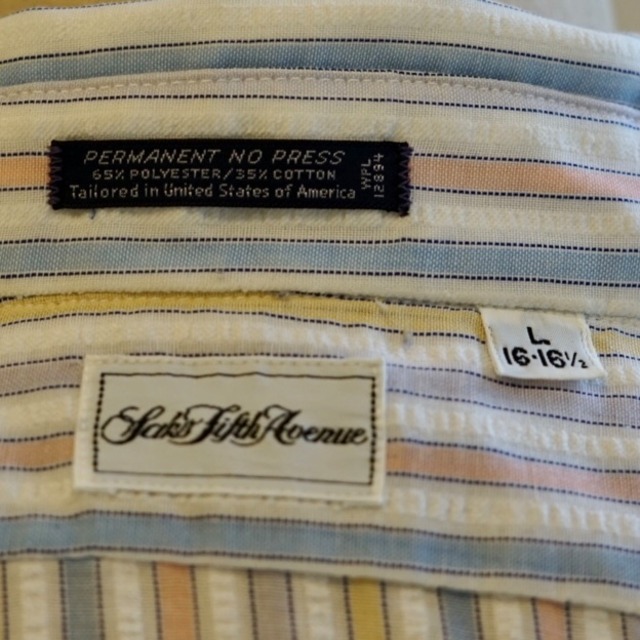 PERMANENT NO PRESS
65% POLYESTER/35% COTTON
Tailored in United States of America
WPL
12894
L
16·16½
Saks Fifth Avenue